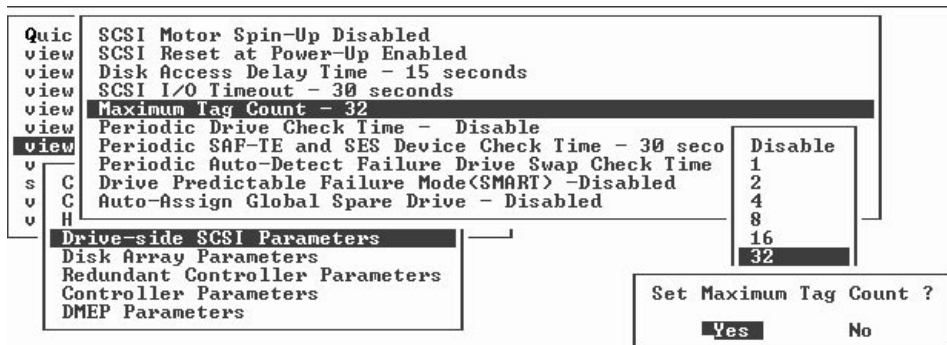 Quic
view
view
view
view
view
view
v
s
v
v
SCSI Motor Spin-Up Disabled
SCSI Reset at Power-Up Enabled
Disk Access Delay Time - 15 seconds
SCSI I/O Timeout - 30 seconds
Maximum Tag Count - 32
Periodic Drive Check Time -  Disable
Periodic SAF-TE and SES Device Check Time - 30 seco
Periodic Auto-Detect Failure Drive Swap Check Time
Drive Predictable Failure Mode<SMART> -Disabled
Auto-Assign Global Spare Drive - Disabled
C
C
H
Drive-side SCSI Parameters
Disk Array Parameters
Redundant Controller Parameters
Controller Parameters
DMEP Parameters
Disable
1
2
4
8
16
32
Set Maximum Tag Count ?
Yes No